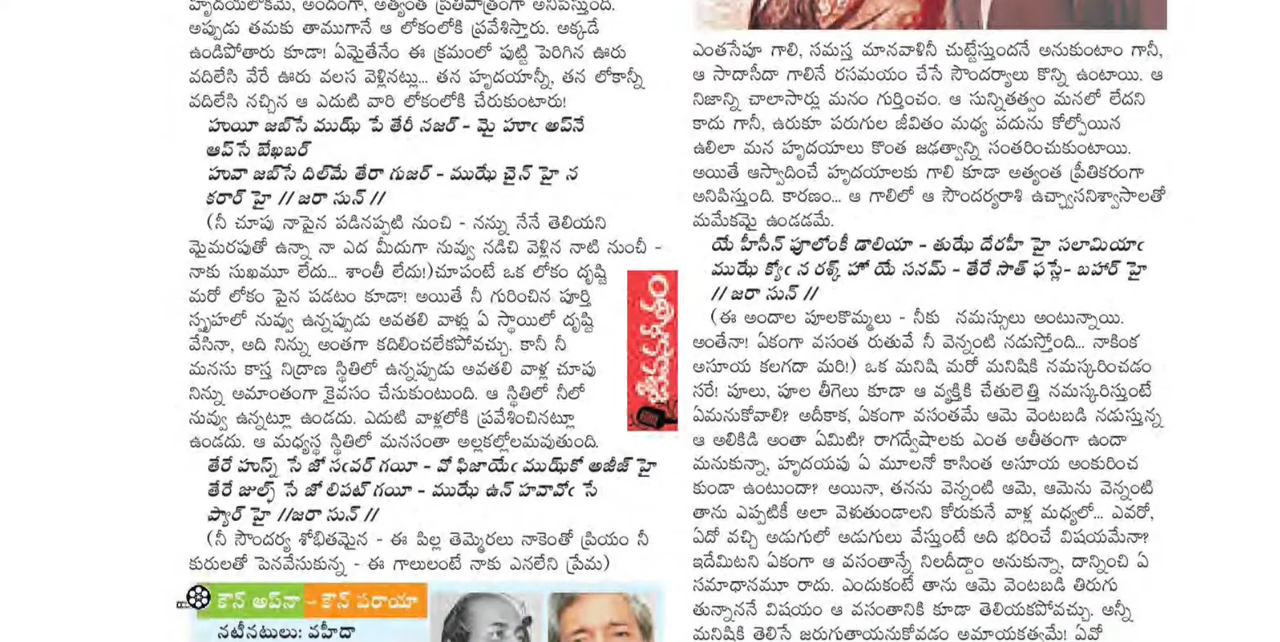 హృదయలోకమే, అందంగా, అత్యంత ప్రీతిపాత్రంగా అనిపిస్తుంది.
అప్పుడు తమకు తాముగానే ఆ లోకంలోకి ప్రవేశిస్తారు. అక్కడే
ఉండిపోతారు కూడా! ఏమైతేనేం ఈ క్రమంలో పుట్టి పెరిగిన ఊరు
వదిలేసి వేరే ఊరు వలస వెళ్లినట్లు... తన హృదయాన్నీ, తన లోకాన్నీ
వదిలేసి నచ్చిన ఆ ఎదుటి వారి లోకంలోకి చేరుకుంటారు!
హుయీ జబ్‌సే ముఝ్ పే తేరీ నజర్ - మై హూఁ అప్‌నే
ఆప్‌సే బేఖబర్
హువా జబ్‌సే దిల్‌మే తేరా గుజర్ - ముఝే చైన్ హై న
కరార్ హై // జరా సున్ //
(నీ చూపు నాపైన పడినప్పటి నుంచి - నన్ను నేనే తెలియని
మైమరపుతో ఉన్నా నా ఎద మీదుగా నువ్వు నడిచి వెళ్లిన నాటి నుంచీ -
నాకు సుఖమూ లేదు... శాంతీ లేదు!)చూపంటే ఒక లోకం దృష్టి
మరో లోకం పైన పడటం కూడా! అయితే నీ గురించిన పూర్తి
స్పృహలో నువ్వు ఉన్నప్పుడు అవతలి వాళ్లు ఏ స్థాయిలో దృష్టి
వేసినా, అది నిన్ను అంతగా కదిలించలేకపోవచ్చు. కానీ నీ
మనసు కాస్త నిద్రాణ స్థితిలో ఉన్నప్పుడు అవతలి వాళ్ల చూపు
నిన్ను అమాంతంగా కైవసం చేసుకుంటుంది. ఆ స్థితిలో నీలో
నువ్వు ఉన్నట్లూ ఉండదు. ఎదుటి వాళ్లలోకి ప్రవేశించినట్లూ
ఉండదు. ఆ మధ్యస్థ స్థితిలో మనసంతా అల్లకల్లోలమవుతుంది.
తేరే హుస్న్ సే జో సఁవర్ గయీ - వో ఫిజాయేఁ ముఝ్‌కో అజీజ్ హై
తేరే జుల్ఫ్ సే జో లిపట్ గయీ - ముఝే ఉన్ హవావోఁ సే
ప్యార్ హై //జరా సున్ //
(నీ సౌందర్య శోభితమైన - ఈ పిల్ల తెమ్మెరలు నాకెంతో ప్రియం నీ
కురులతో పెనవేసుకున్న - ఈ గాలులంటే నాకు ఎనలేని ప్రేమ)
కౌన్ అప్‌నా - కౌన్ పరాయా
నటీనటులు: వహీదా
జీవనస్వరం
ఎంతసేపూ గాలి, సమస్త మానవాళినీ చుట్టేస్తుందనే అనుకుంటాం గానీ,
ఆ సాదాసీదా గాలినే రసమయం చేసే సౌందర్యాలు కొన్ని ఉంటాయి. ఆ
నిజాన్ని చాలాసార్లు మనం గుర్తించం. ఆ సున్నితత్వం మనలో లేదని
కాదు గానీ, ఉరుకూ పరుగుల జీవితం మధ్య పదును కోల్పోయిన
ఉలిలా మన హృదయాలు కొంత జఢత్వాన్ని సంతరించుకుంటాయి.
అయితే ఆస్వాదించే హృదయాలకు గాలి కూడా అత్యంత ప్రీతికరంగా
అనిపిస్తుంది. కారణం... ఆ గాలిలో ఆ సౌందర్యరాశి ఉచ్ఛ్వాసనిశ్వాసాలతో
మమేకమై ఉండడమే.
యే హసీన్ ఫూలోంకీ డాలియా - తుఝే దేరహీ హై సలామియాఁ
ముఝే క్యోఁ న రశ్క్ హో యే సనమ్ - తేరే సాత్ ఫస్లే- బహార్ హై
// జరా సున్ //
(ఈ అందాల పూలకొమ్మలు - నీకు నమస్సులు అంటున్నాయి.
అంతేనా! ఏకంగా వసంత రుతువే నీ వెన్నంటి నడుస్తోంది... నాకింక
అసూయ కలగదా మరి!) ఒక మనిషి మరో మనిషికి నమస్కరించడం
సరే! పూలు, పూల తీగెలు కూడా ఆ వ్యక్తికి చేతులెత్తి నమస్కరిస్తుంటే
ఏమనుకోవాలి? అదీకాక, ఏకంగా వసంతమే ఆమె వెంటబడి నడుస్తున్న
ఆ అలికిడి అంతా ఏమిటి? రాగద్వేషాలకు ఎంత అతీతంగా ఉందా
మనుకున్నా, హృదయపు ఏ మూలనో కాసింత అసూయ అంకురించ
కుండా ఉంటుందా? అయినా, తనను వెన్నంటి ఆమె, ఆమెను వెన్నంటి
తాను ఎప్పటికీ అలా వెళుతుండాలని కోరుకునే వాళ్ల మధ్యలో... ఎవరో,
ఏదో వచ్చి అడుగులో అడుగులు వేస్తుంటే అది భరించే విషయమేనా?
ఇదేమిటని ఏకంగా ఆ వసంతాన్నే నిలదీద్దాం అనుకున్నా, దాన్నించి ఏ
సమాధానమూ రాదు. ఎందుకంటే తాను ఆమె వెంటబడి తిరుగు
తున్నాననే విషయం ఆ వసంతానికి కూడా తెలియకపోవచ్చు. అన్నీ
మనిషికి తెలిసే జరుగుతాయనుకోవడం అమాయకత్వమే! ఏవో